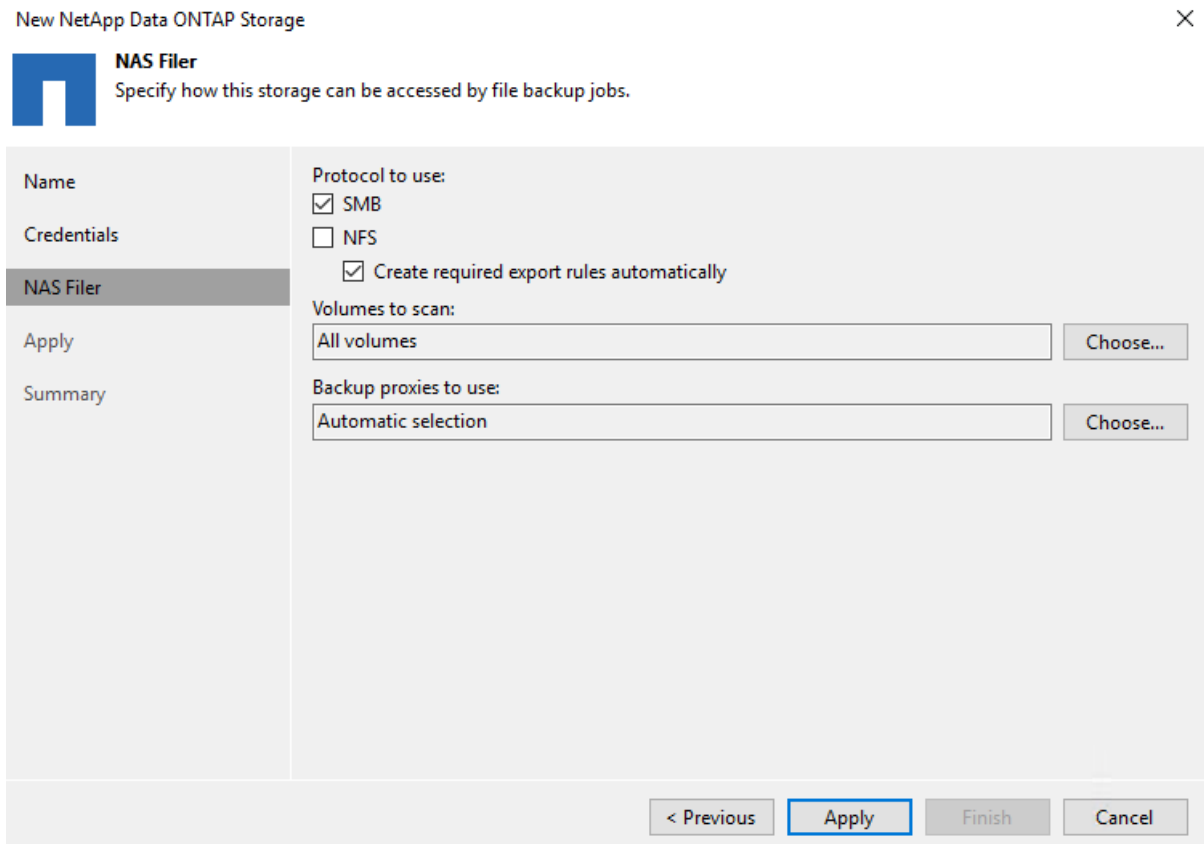 New NetApp Data ONTAP Storage
NAS Filer
Specify how this storage can be accessed by file backup jobs.
Name
Credentials
NAS Filer
Apply
Summary
Protocol to use:
SMB
NFS
Create required export rules automatically
Volumes to scan:
All volumes
Choose...
Backup proxies to use:
Automatic selection
Choose...
< Previous
Apply
Finish
Cancel